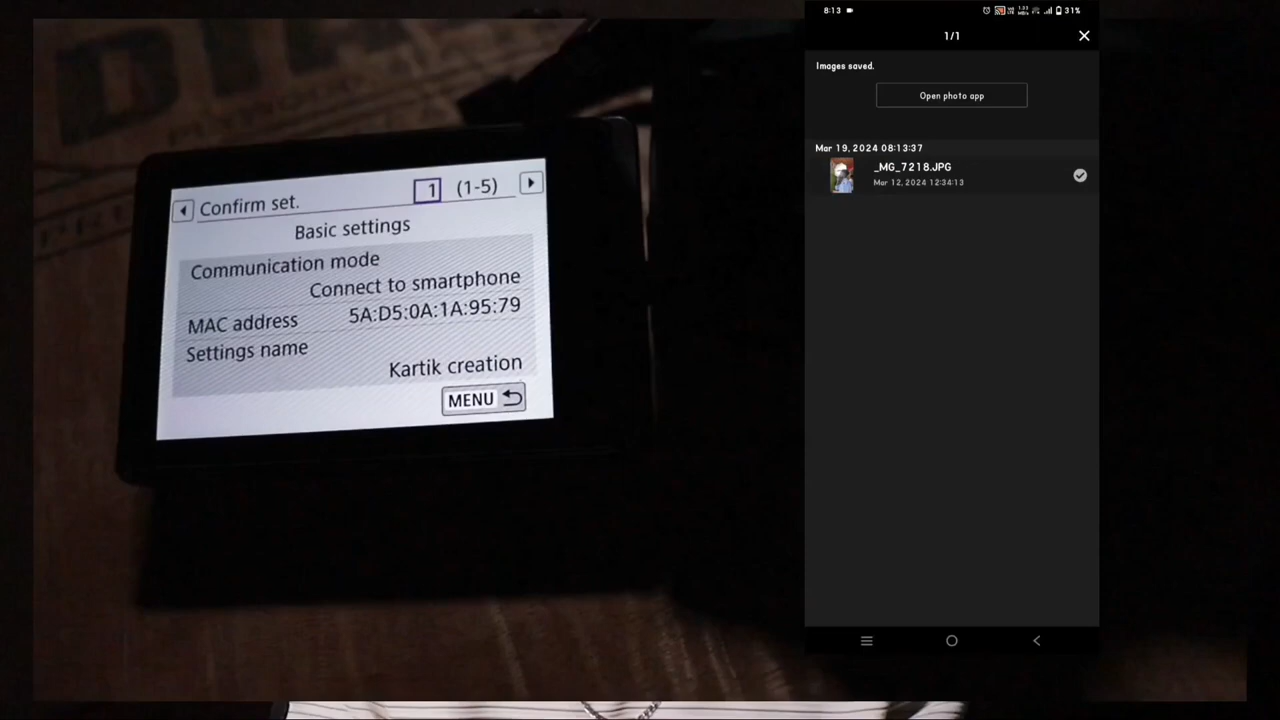 Confirm set. 1 (1-5)
Basic settings
Communication mode
Connect to smartphone
MAC address 5A:D5:0A:1A:95:79
Settings name
Kartik creation
MENU
8:13 31%
1/1
Images saved.
Open photo app
Mar 19, 2024 08:13:37
_MG_7218.JPG
Mar 12, 2024 12:34:13